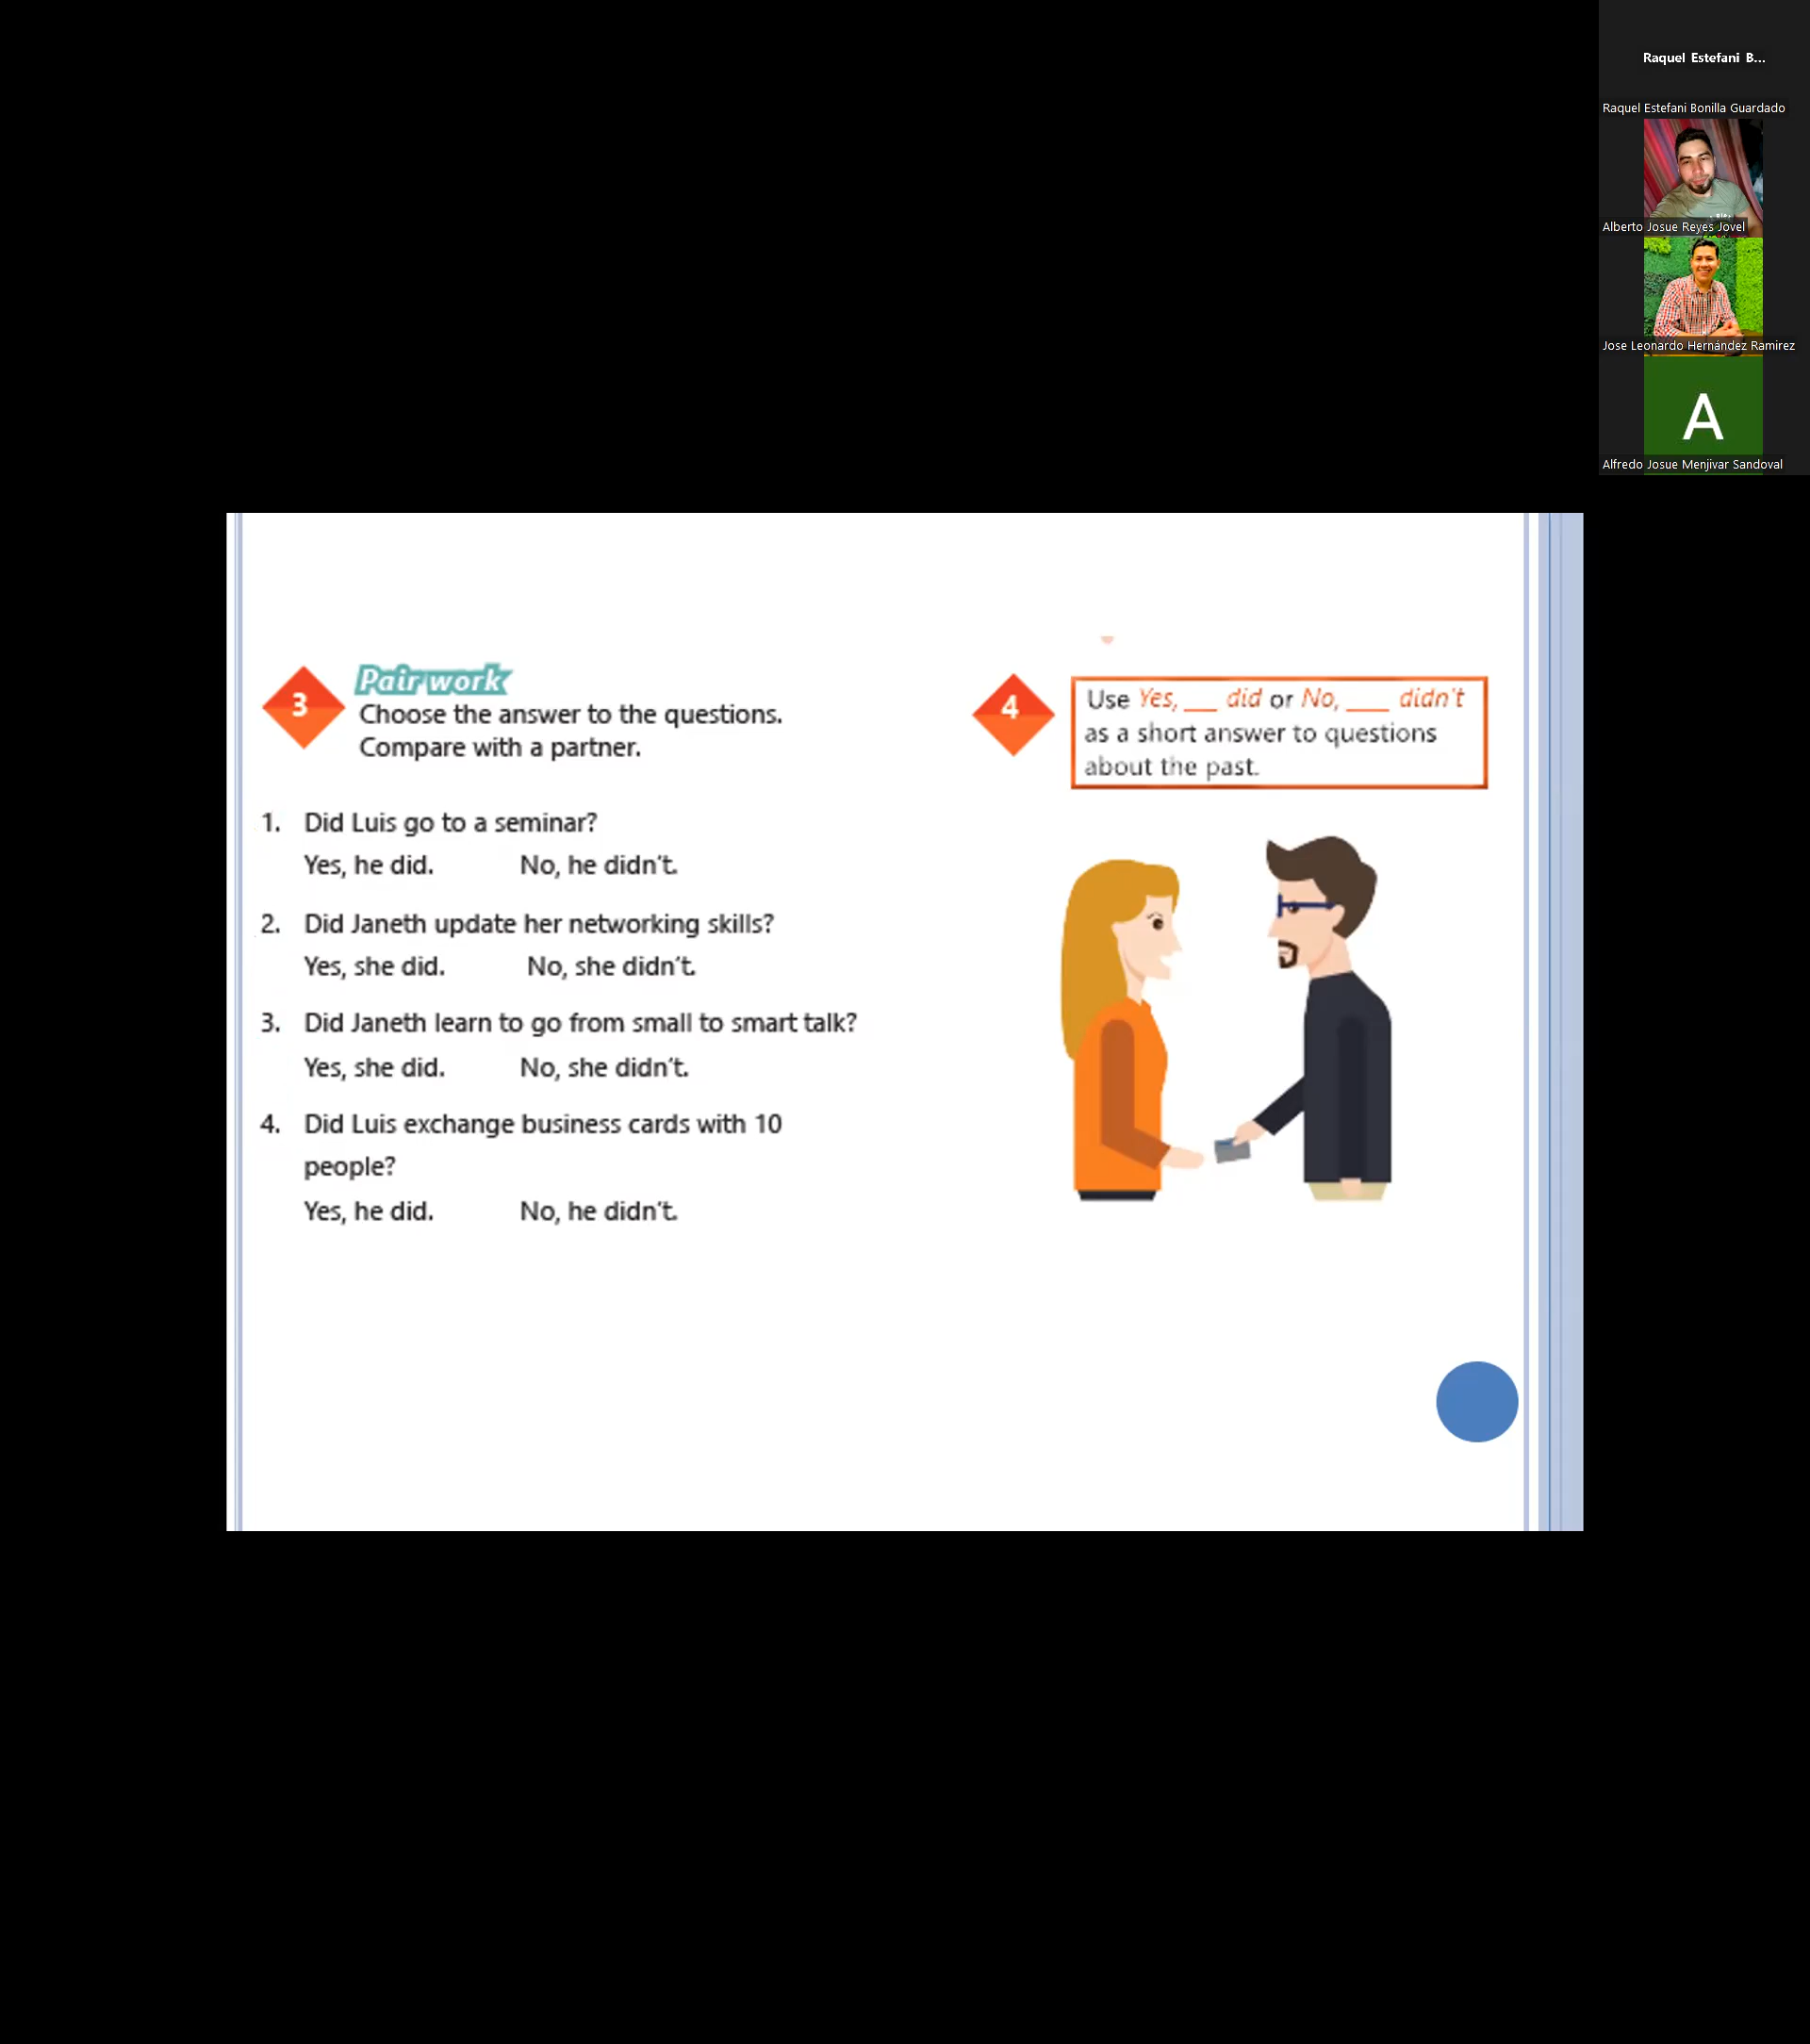 Raquel Estefani B...
Raquel Estefani Bonilla Guardado
Alberto Josue Reyes Jovel
Jose Leonardo Hernández Ramirez
A
Alfredo Josue Menjivar Sandoval
3
Pair work
Choose the answer to the questions.
Compare with a partner.
1. Did Luis go to a seminar?
Yes, he did. No, he didn't.
2. Did Janeth update her networking skills?
Yes, she did. No, she didn't.
3. Did Janeth learn to go from small to smart talk?
Yes, she did. No, she didn't.
4. Did Luis exchange business cards with 10
people?
Yes, he did. No, he didn't.
4
Use Yes, ___ did or No, ___ didn't
as a short answer to questions
about the past.